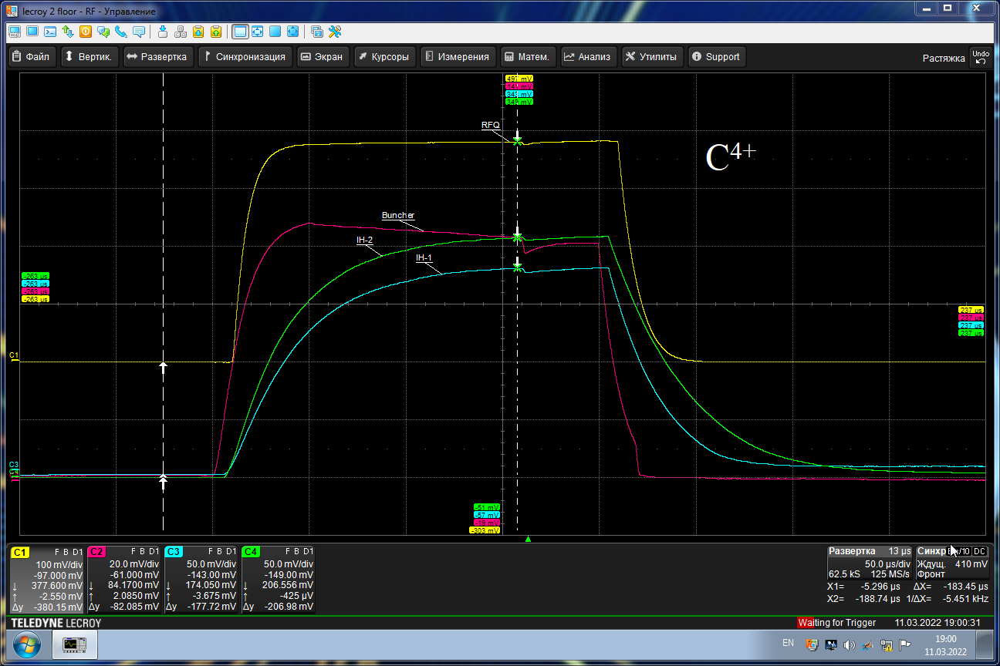 lecroy 2 floor - RF - Управление
Файл Вертик. Развертка Синхронизация Экран Курсоры Измерения Матем. Анализ Утилиты Support Растяжка Undo
497 mV
343 mV
348 mV
RFQ
C4+
Buncher
IH-2
IH-1
-263 µs
-263 µs
-263 µs
-263 µs
237 µs
237 µs
237 µs
237 µs
C1
C3
-51 mV
-57 mV
-19 mV
-303 mV
C1 F B D1
100 mV/div
-97.000 mV
↓ 377.600 mV
↑ -2.550 mV
Δy -380.15 mV
C2 F B D1
20.0 mV/div
-61.000 mV
↓ 84.1700 mV
↑ 2.0850 mV
Δy -82.085 mV
C3 F B D1
50.0 mV/div
-143.00 mV
↓ 174.050 mV
↑ -3.675 mV
Δy -177.72 mV
C4 F B D1
50.0 mV/div
-149.00 mV
↓ 206.556 mV
↑ -425 µV
Δy -206.98 mV
Развертка 13 µs
50.0 µs/div
62.5 kS 125 MS/s
Синхр /10 DC
Ждущ. 410 mV
Фронт
X1= -5.296 µs ΔX= -183.45 µs
X2= -188.74 µs 1/ΔX= -5.451 kHz
TELEDYNE LECROY
Waiting for Trigger 11.03.2022 19:00:31
EN
19:00
11.03.2022